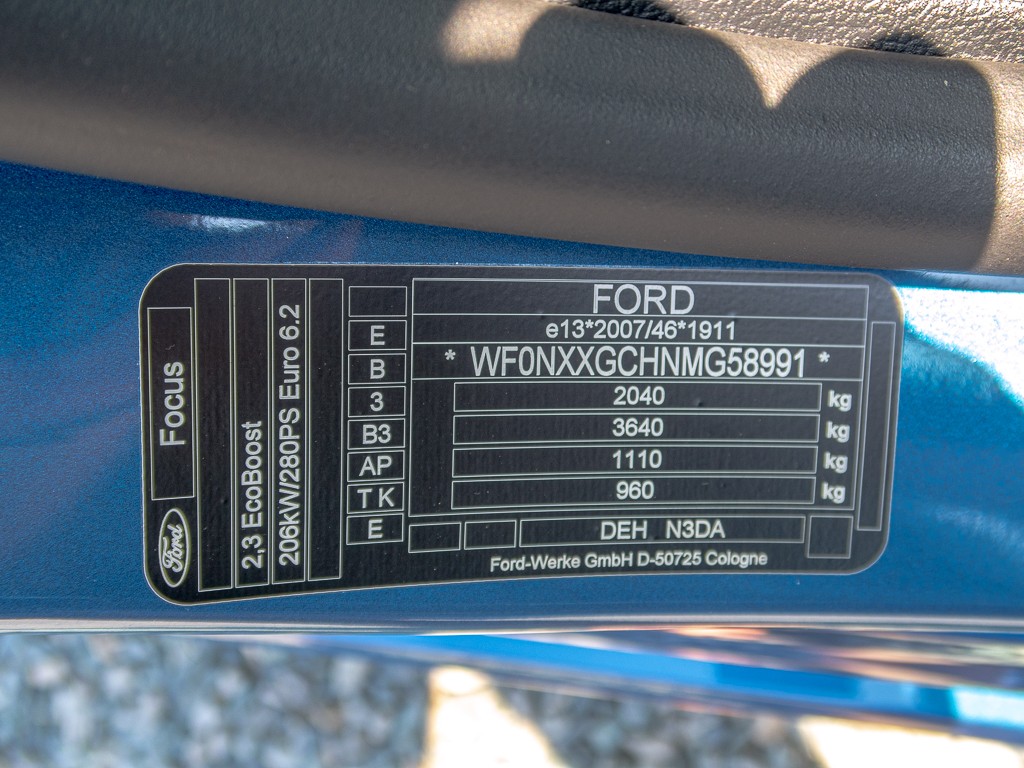 Focus
Ford
2,3 EcoBoost
206kW/280PS Euro 6.2
E
B
3
B3
AP
T K
E
FORD
e13*2007/46*1911
* WF0NXXGCHNMG58991 *
2040 kg
3640 kg
1110 kg
960 kg
DEH N3DA
Ford-Werke GmbH D-50725 Cologne